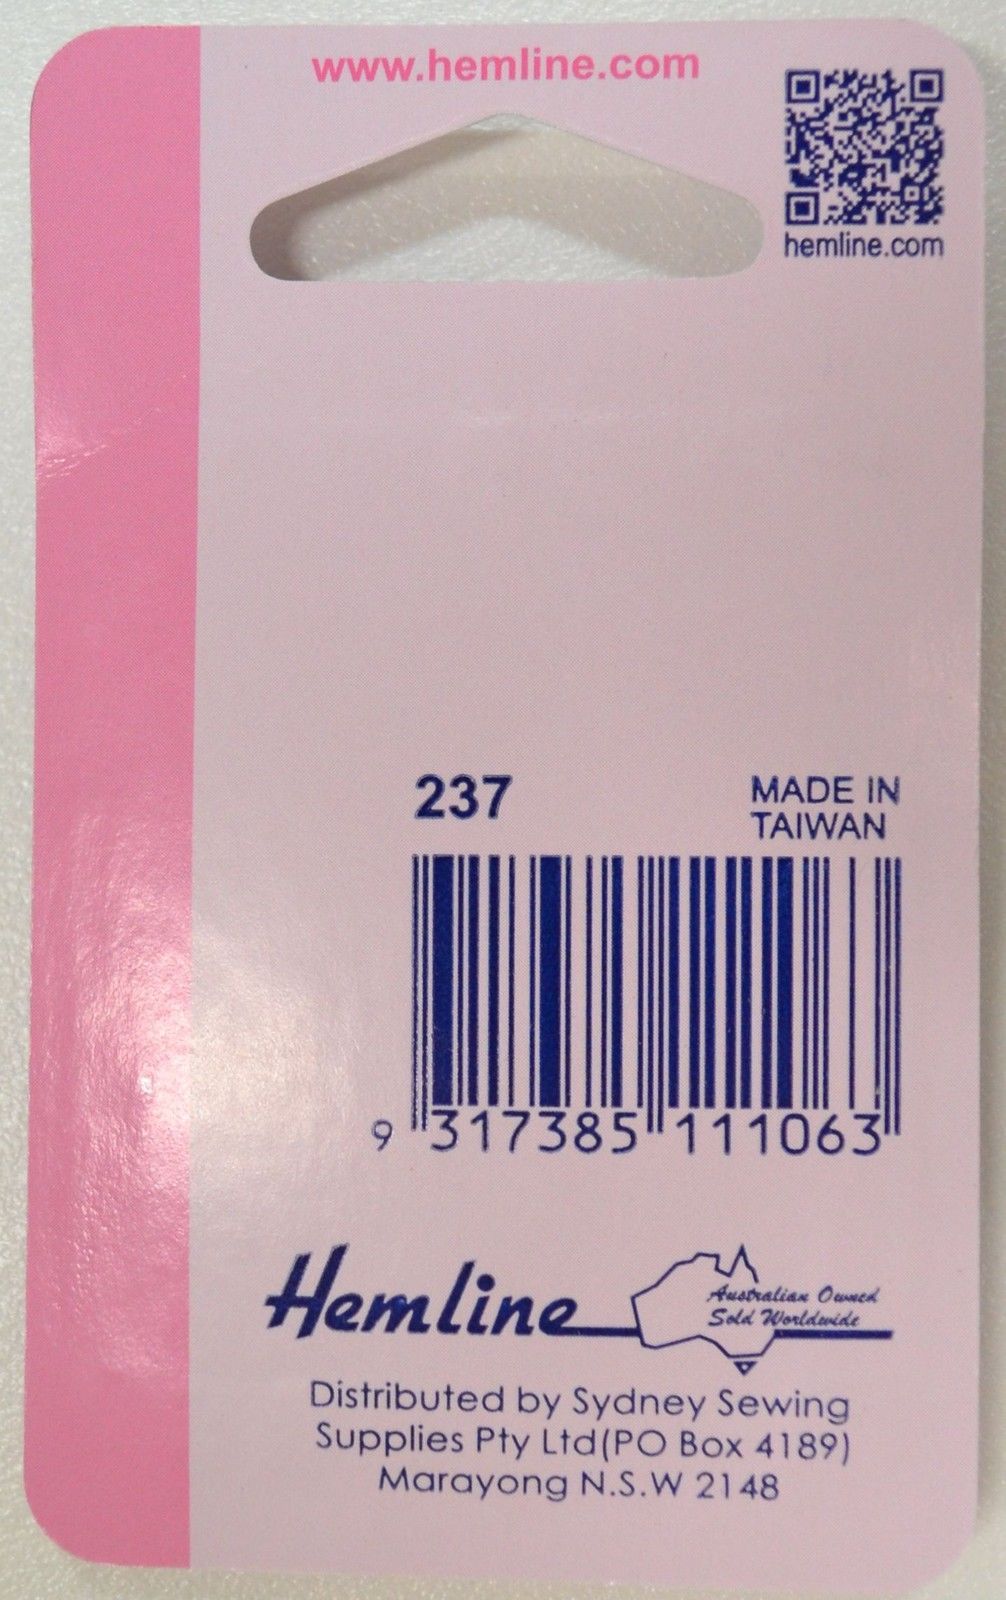 www.hemline.com
hemline.com
237
MADE IN
TAIWAN
9 317385 111063
Hemline
Australian Owned
Sold Worldwide
Distributed by Sydney Sewing
Supplies Pty Ltd(PO Box 4189)
Marayong N.S.W 2148